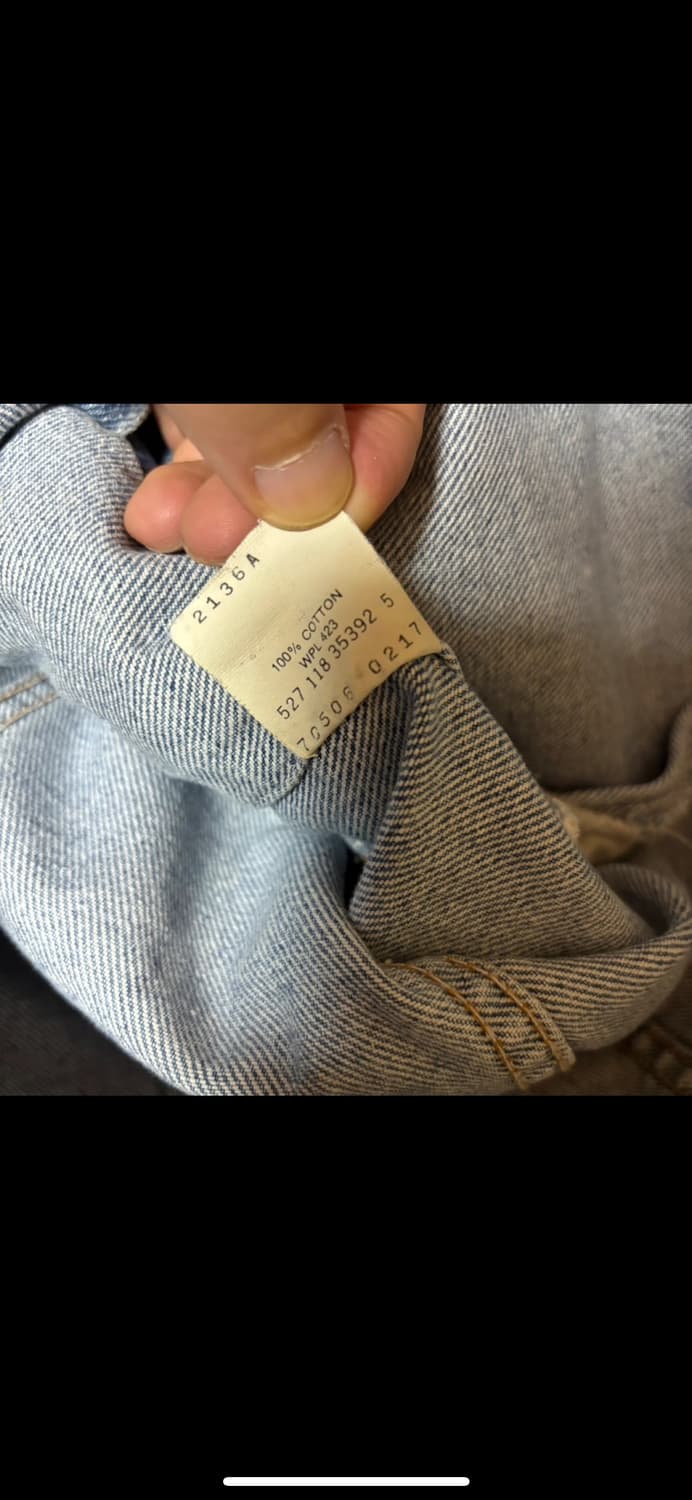 2136A
100% COTTON
WPL 423
527 118 35392 5
70506 0217